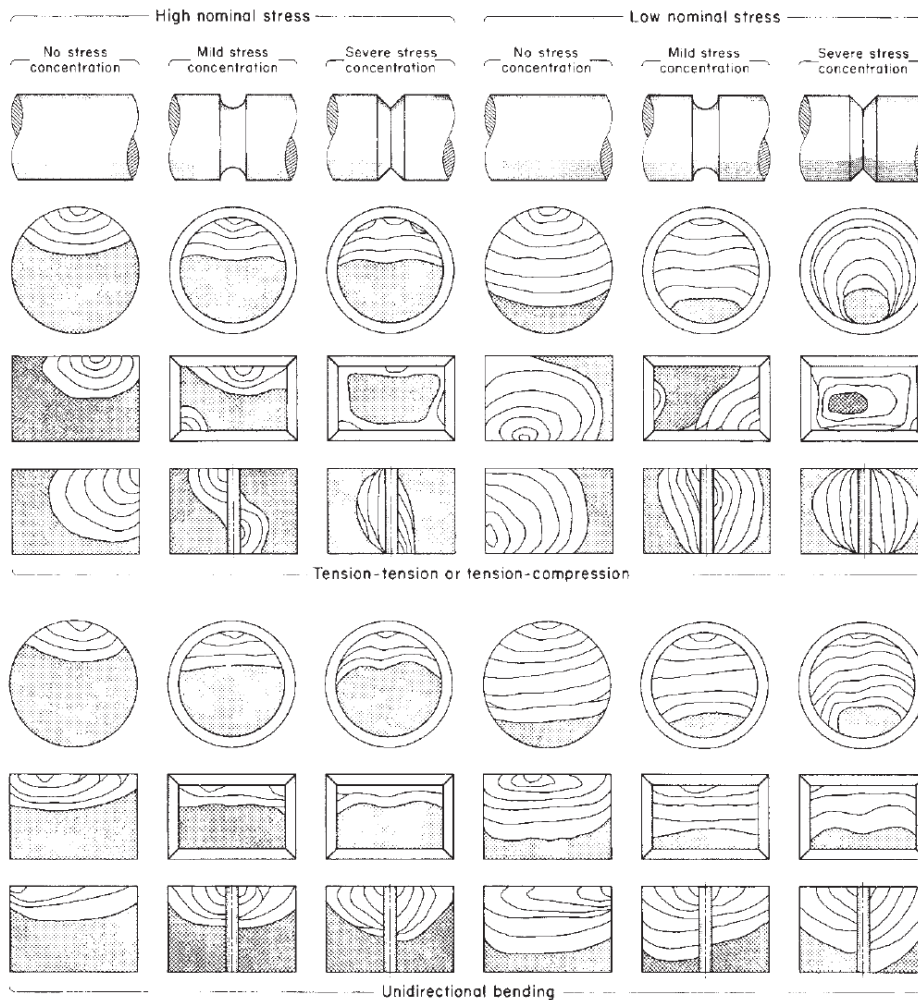 High nominal stress
Low nominal stress
No stress
concentration
Mild stress
concentration
Severe stress
concentration
No stress
concentration
Mild stress
concentration
Severe stress
concentration
Tension-tension or tension-compression
Unidirectional bending